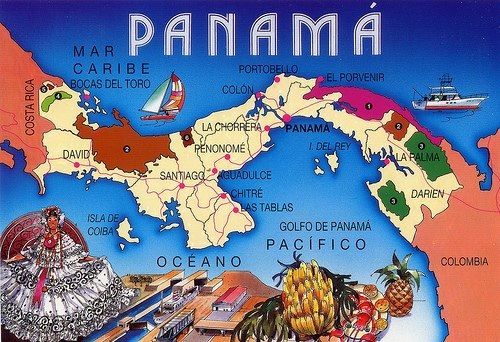 PANAMÁ
MAR
CARIBE
BOCAS DEL TORO
COSTA RICA
PORTOBELLO
EL PORVENIR
COLÓN
LA CHORRERA
PANAMA
PENONOMÉ
I. DEL REY
LA PALMA
DAVID
SANTIAGO
AGUADULCE
CHITRÉ
LAS TABLAS
DARIEN
ISLA DE
COIBA
GOLFO DE PANAMÁ
PACÍFICO
OCÉANO
COLOMBIA
4
2
1
2
3
3